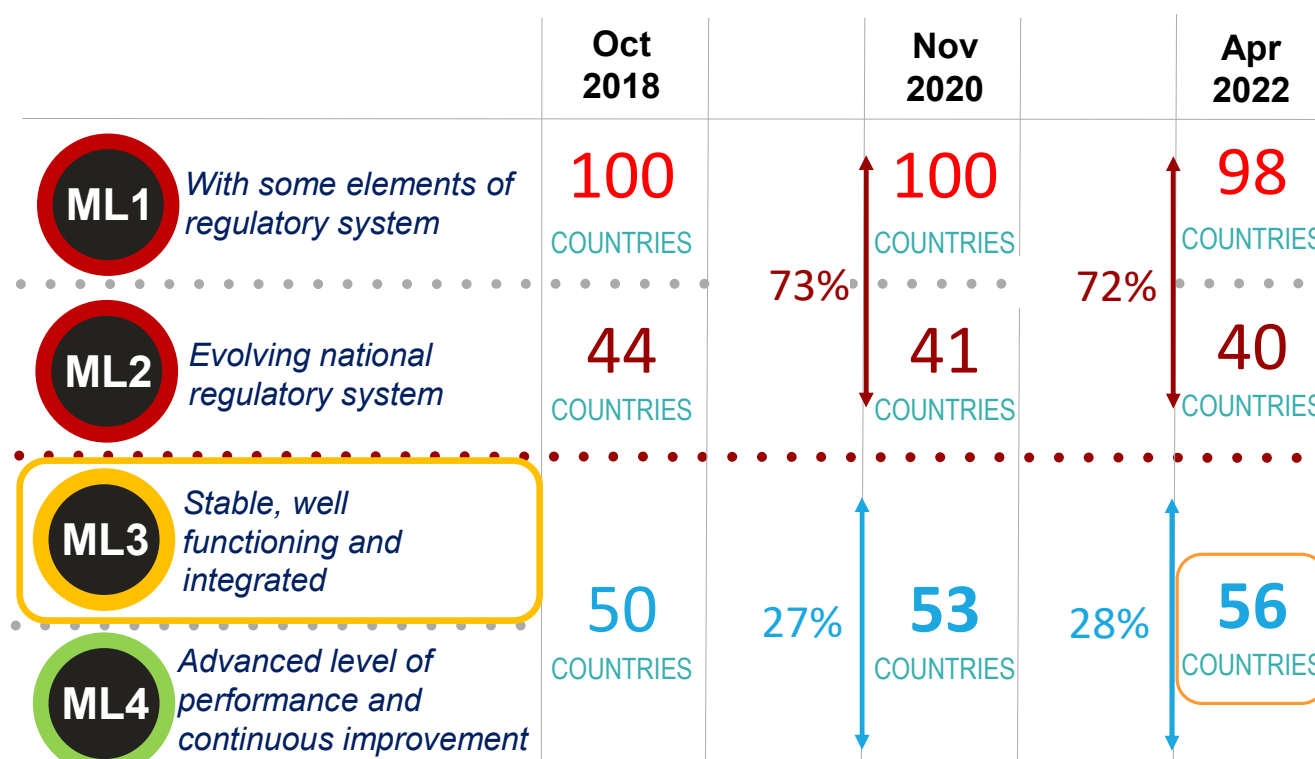 Oct
2018
Nov
2020
Apr
2022
ML1
With some elements of
regulatory system
100
COUNTRIES
100
COUNTRIES
98
COUNTRIES
73%
72%
ML2
Evolving national
regulatory system
44
COUNTRIES
41
COUNTRIES
40
COUNTRIES
ML3
Stable, well
functioning and
integrated
50
COUNTRIES
27%
53
COUNTRIES
28%
56
COUNTRIES
ML4
Advanced level of
performance and
continuous improvement